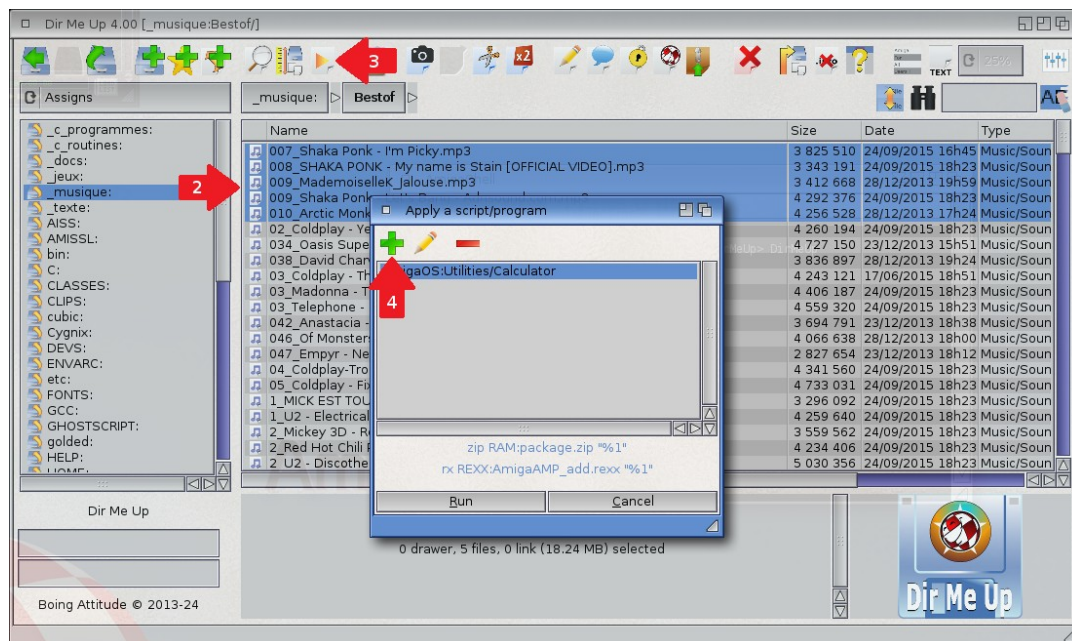 Dir Me Up 4.00 [_musique:Bestof/]
3
x2
TEXT
25%
Assigns
_musique:
Bestof
_c_programmes:
_c_routines:
_docs:
_jeux:
_musique:
_texte:
AISS:
AMISSL:
bin:
C:
CLASSES:
CLIPS:
cubic:
Cygnix:
DEVS:
ENVARC:
etc:
FONTS:
GCC:
GHOSTSCRIPT:
golded:
HELP:
2
Name Size Date Type
007_Shaka Ponk - I'm Picky.mp3 3 825 510 24/09/2015 16h45 Music/Soun
008_SHAKA PONK - My name is Stain [OFFICIAL VIDEO].mp3 3 343 191 24/09/2015 18h23 Music/Soun
009_MademoiselleK_Jalouse.mp3 3 412 668 28/12/2013 19h59 Music/Soun
009_Shaka Ponk 4 292 376 24/09/2015 18h23 Music/Soun
010_Arctic Monk 4 256 528 28/12/2013 17h24 Music/Soun
02_Coldplay - Ye 4 260 194 24/09/2015 18h23 Music/Soun
034_Oasis Supe 4 727 150 23/12/2013 15h51 Music/Soun
038_David Char 3 836 897 28/12/2013 19h24 Music/Soun
03_Coldplay - Th 4 243 121 17/06/2015 18h51 Music/Soun
03_Madonna - T 4 406 187 24/09/2015 18h23 Music/Soun
03_Telephone - 4 559 320 24/09/2015 18h23 Music/Soun
042_Anastacia - 3 694 791 23/12/2013 18h38 Music/Soun
046_Of Monster 4 066 638 28/12/2013 18h00 Music/Soun
047_Empyr - Ne 2 827 654 23/12/2013 18h12 Music/Soun
04_Coldplay-Tro 4 341 560 24/09/2015 18h23 Music/Soun
05_Coldplay - Fi 4 733 031 24/09/2015 18h23 Music/Soun
1_MICK EST TOU 3 296 092 24/09/2015 18h23 Music/Soun
1_U2 - Electrical 4 259 640 24/09/2015 18h23 Music/Soun
2_Mickey 3D - R 3 559 562 24/09/2015 18h23 Music/Soun
2_Red Hot Chili 4 234 406 24/09/2015 18h23 Music/Soun
2_U2 - Discothe 5 030 356 24/09/2015 18h23 Music/Soun
Apply a script/program
AmigaOS:Utilities/Calculator
4
zip RAM:package.zip "%1"
rx REXX:AmigaAMP_add.rexx "%1"
Run
Cancel
Dir Me Up
Boing Attitude © 2013-24
0 drawer, 5 files, 0 link (18.24 MB) selected
Dir Me Up